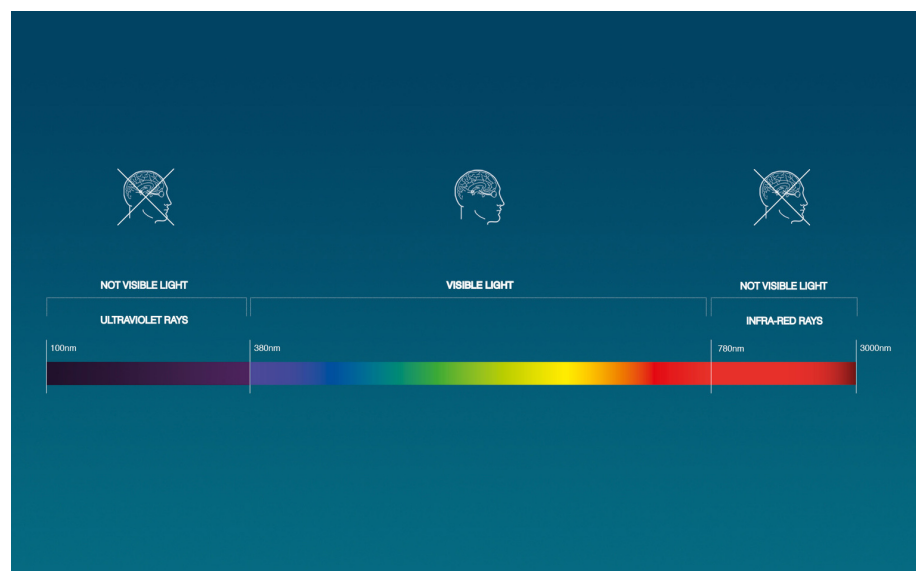 NOT VISIBLE LIGHT
VISIBLE LIGHT
NOT VISIBLE LIGHT
ULTRAVIOLET RAYS
INFRA-RED RAYS
100nm
380nm
780nm
3000nm